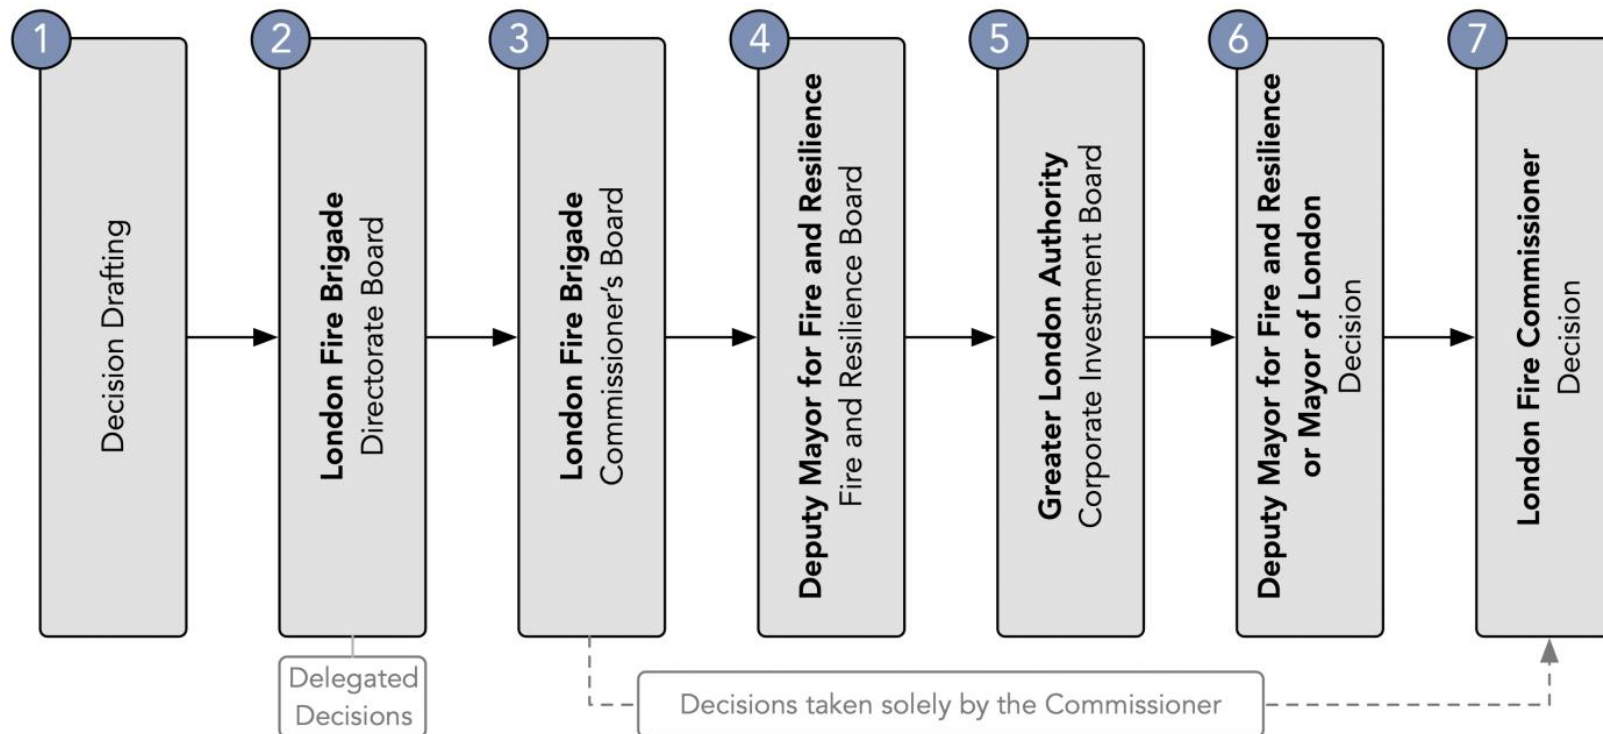 1
Decision Drafting
2
London Fire Brigade
Directorate Board
3
London Fire Brigade
Commissioner's Board
4
Deputy Mayor for Fire and Resilience
Fire and Resilience Board
5
Greater London Authority
Corporate Investment Board
6
Deputy Mayor for Fire and Resilience
or Mayor of London
Decision
7
London Fire Commissioner
Decision
Delegated
Decisions
Decisions taken solely by the Commissioner